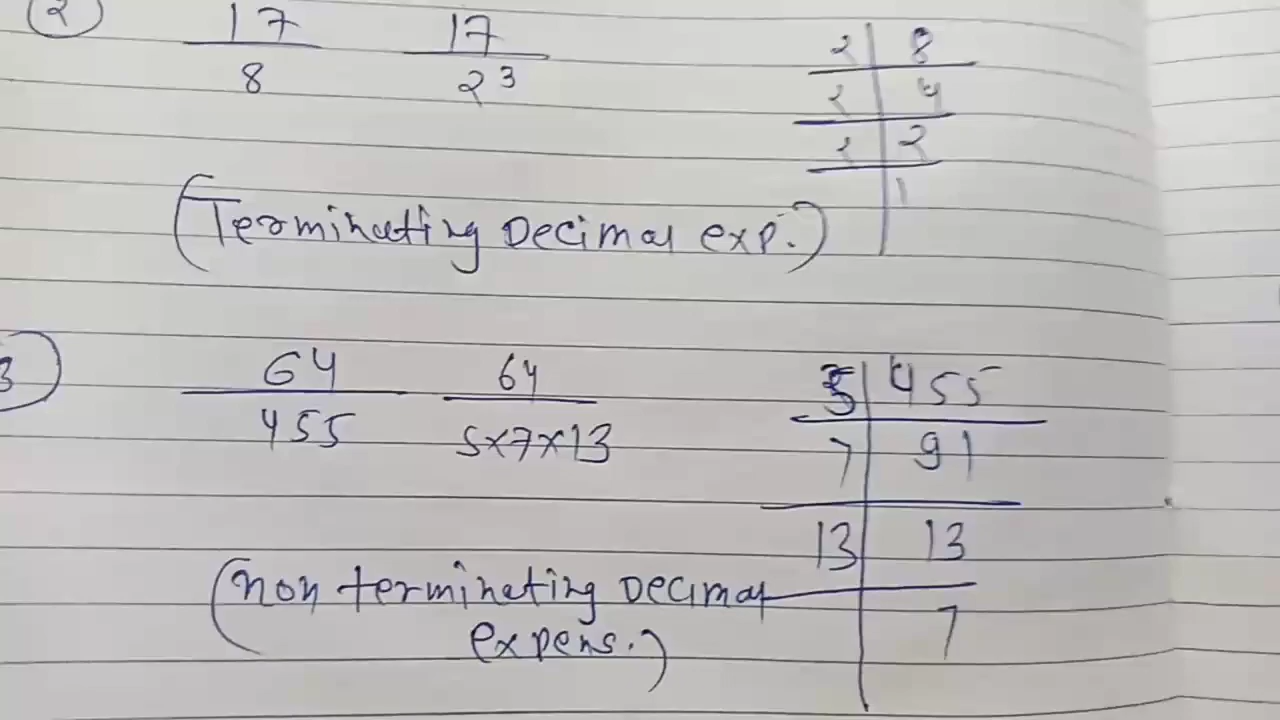 2
17 17 2 8
8 2³ 2 4
2 2
1
(Terminating Decimal exp.)
3
64 64 5 455
455 5×7×13 7 91
13 13
(non terminating Decimal 1
expens.)